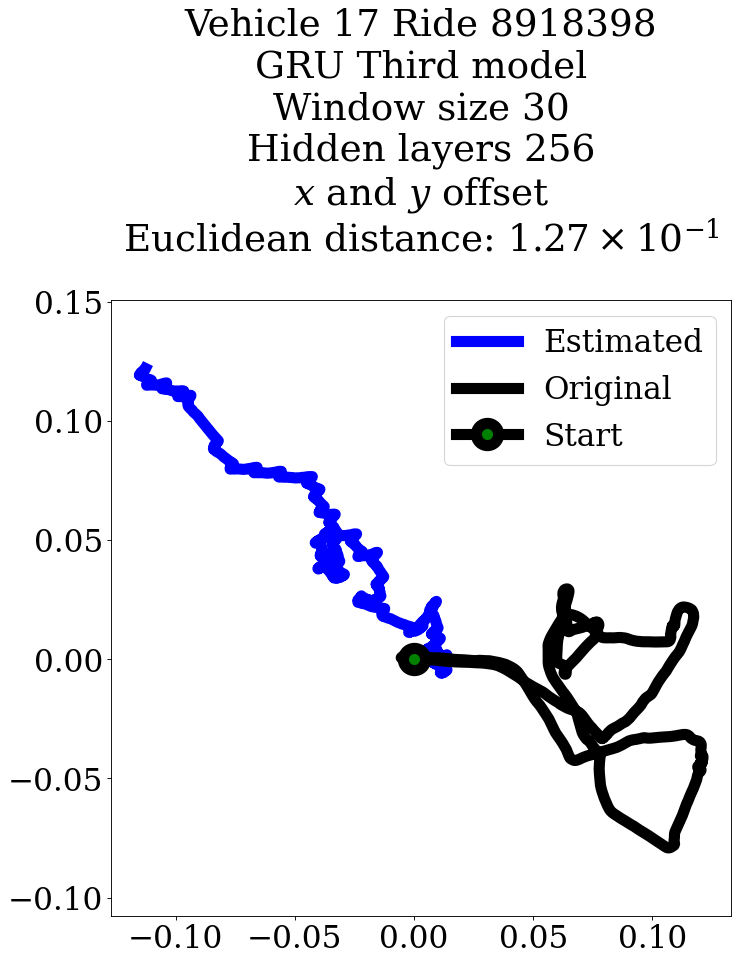 Vehicle 17 Ride 8918398
GRU Third model
Window size 30
Hidden layers 256
x and y offset
Euclidean distance: 1.27 × 10⁻¹
0.15
0.10
0.05
0.00
−0.05
−0.10
Estimated
Original
Start
−0.10 −0.05 0.00 0.05 0.10